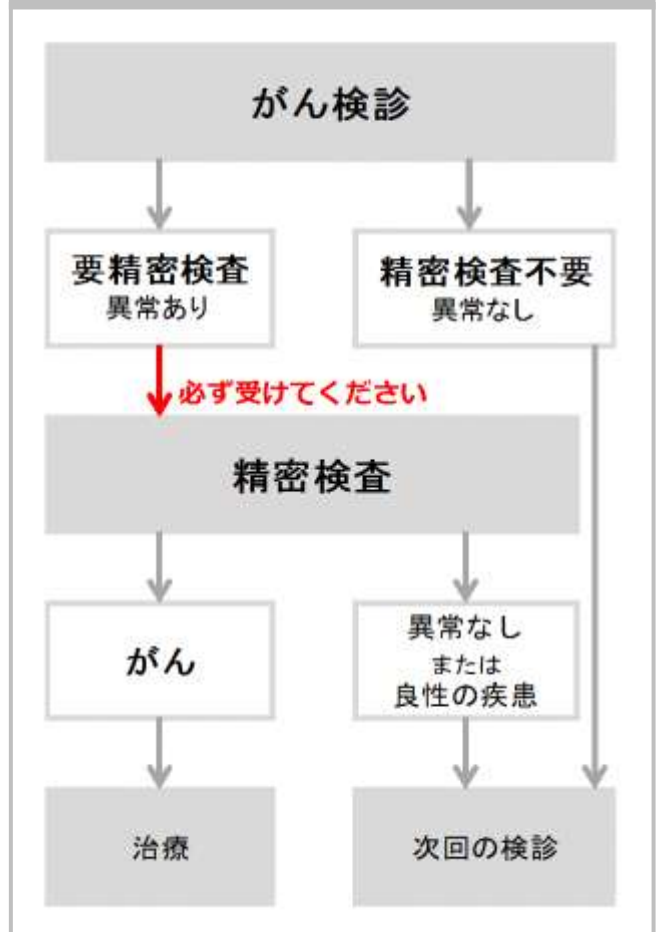 がん検診
要精密検査
異常あり
精密検査不要
異常なし
必ず受けてください
精密検査
がん
異常なし
または
良性の疾患
治療
次回の検診